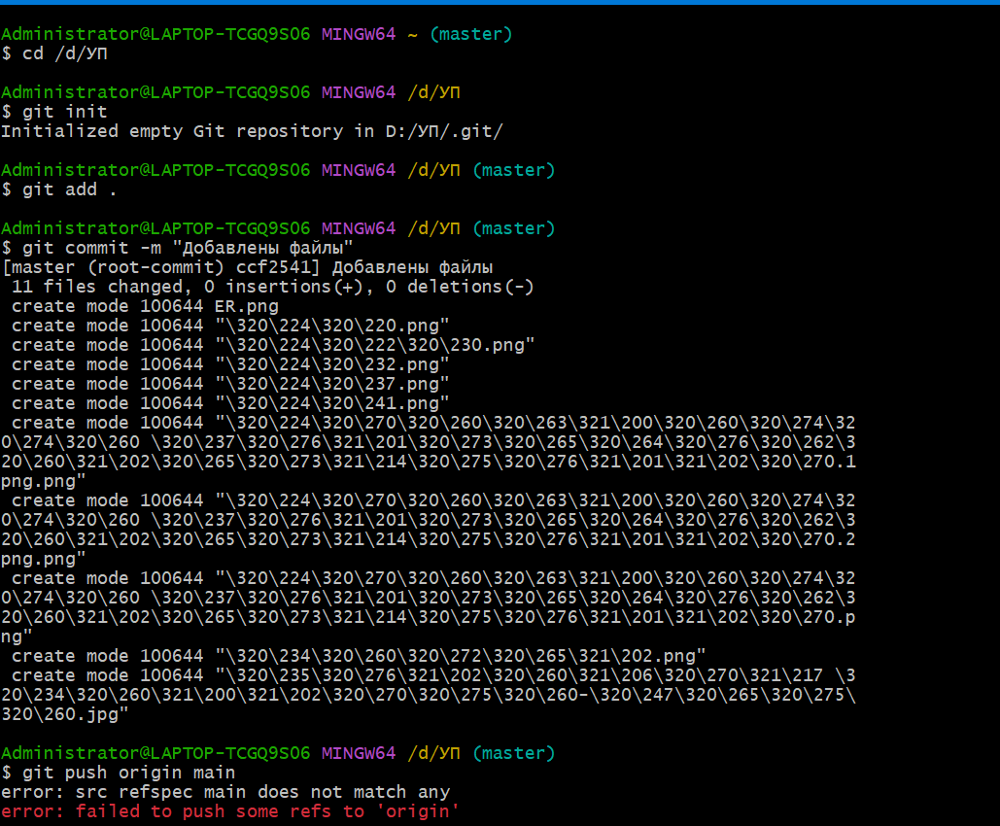 Administrator@LAPTOP-TCGQ9S06 MINGW64 ~ (master)
$ cd /d/УП
Administrator@LAPTOP-TCGQ9S06 MINGW64 /d/УП
$ git init
Initialized empty Git repository in D:/УП/.git/
Administrator@LAPTOP-TCGQ9S06 MINGW64 /d/УП (master)
$ git add .
Administrator@LAPTOP-TCGQ9S06 MINGW64 /d/УП (master)
$ git commit -m "Добавлены файлы"
[master (root-commit) ccf2541] Добавлены файлы
 11 files changed, 0 insertions(+), 0 deletions(-)
 create mode 100644 ER.png
 create mode 100644 "\320\224\320\220.png"
 create mode 100644 "\320\224\320\222\320\230.png"
 create mode 100644 "\320\224\320\232.png"
 create mode 100644 "\320\224\320\237.png"
 create mode 100644 "\320\224\320\241.png"
 create mode 100644 "\320\224\320\270\320\260\320\263\321\200\320\260\320\274\32
0\274\320\260 \320\237\320\276\321\201\320\273\320\265\320\264\320\276\320\262\3
20\260\321\202\320\265\320\273\321\214\320\275\320\276\321\201\321\202\320\270.1
png.png"
 create mode 100644 "\320\224\320\270\320\260\320\263\321\200\320\260\320\274\32
0\274\320\260 \320\237\320\276\321\201\320\273\320\265\320\264\320\276\320\262\3
20\260\321\202\320\265\320\273\321\214\320\275\320\276\321\201\321\202\320\270.2
png.png"
 create mode 100644 "\320\224\320\270\320\260\320\263\321\200\320\260\320\274\32
0\274\320\260 \320\237\320\276\321\201\320\273\320\265\320\264\320\276\320\262\3
20\260\321\202\320\265\320\273\321\214\320\275\320\276\321\201\321\202\320\270.p
ng"
 create mode 100644 "\320\234\320\260\320\272\320\265\321\202.png"
 create mode 100644 "\320\235\320\276\321\202\320\260\321\206\320\270\321\217 \3
20\234\320\260\321\200\321\202\320\270\320\275\320\260-\320\247\320\265\320\275\
320\260.jpg"
Administrator@LAPTOP-TCGQ9S06 MINGW64 /d/УП (master)
$ git push origin main
error: src refspec main does not match any
error: failed to push some refs to 'origin'